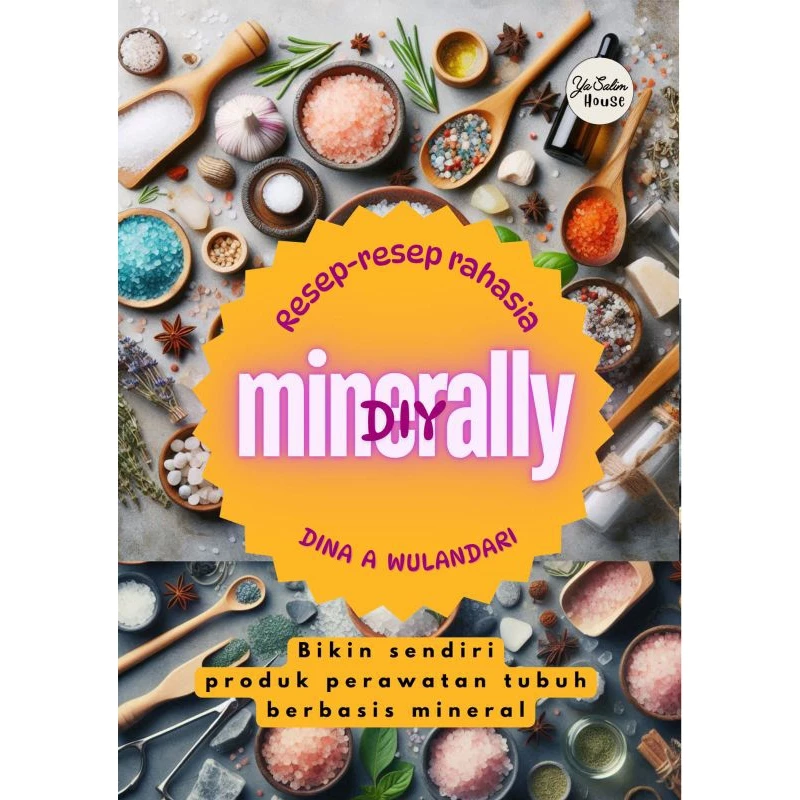 Ya Salim
House
Resep-resep rahasia
minerally
DIY
DINA A WULANDARI
Bikin sendiri
produk perawatan tubuh
berbasis mineral